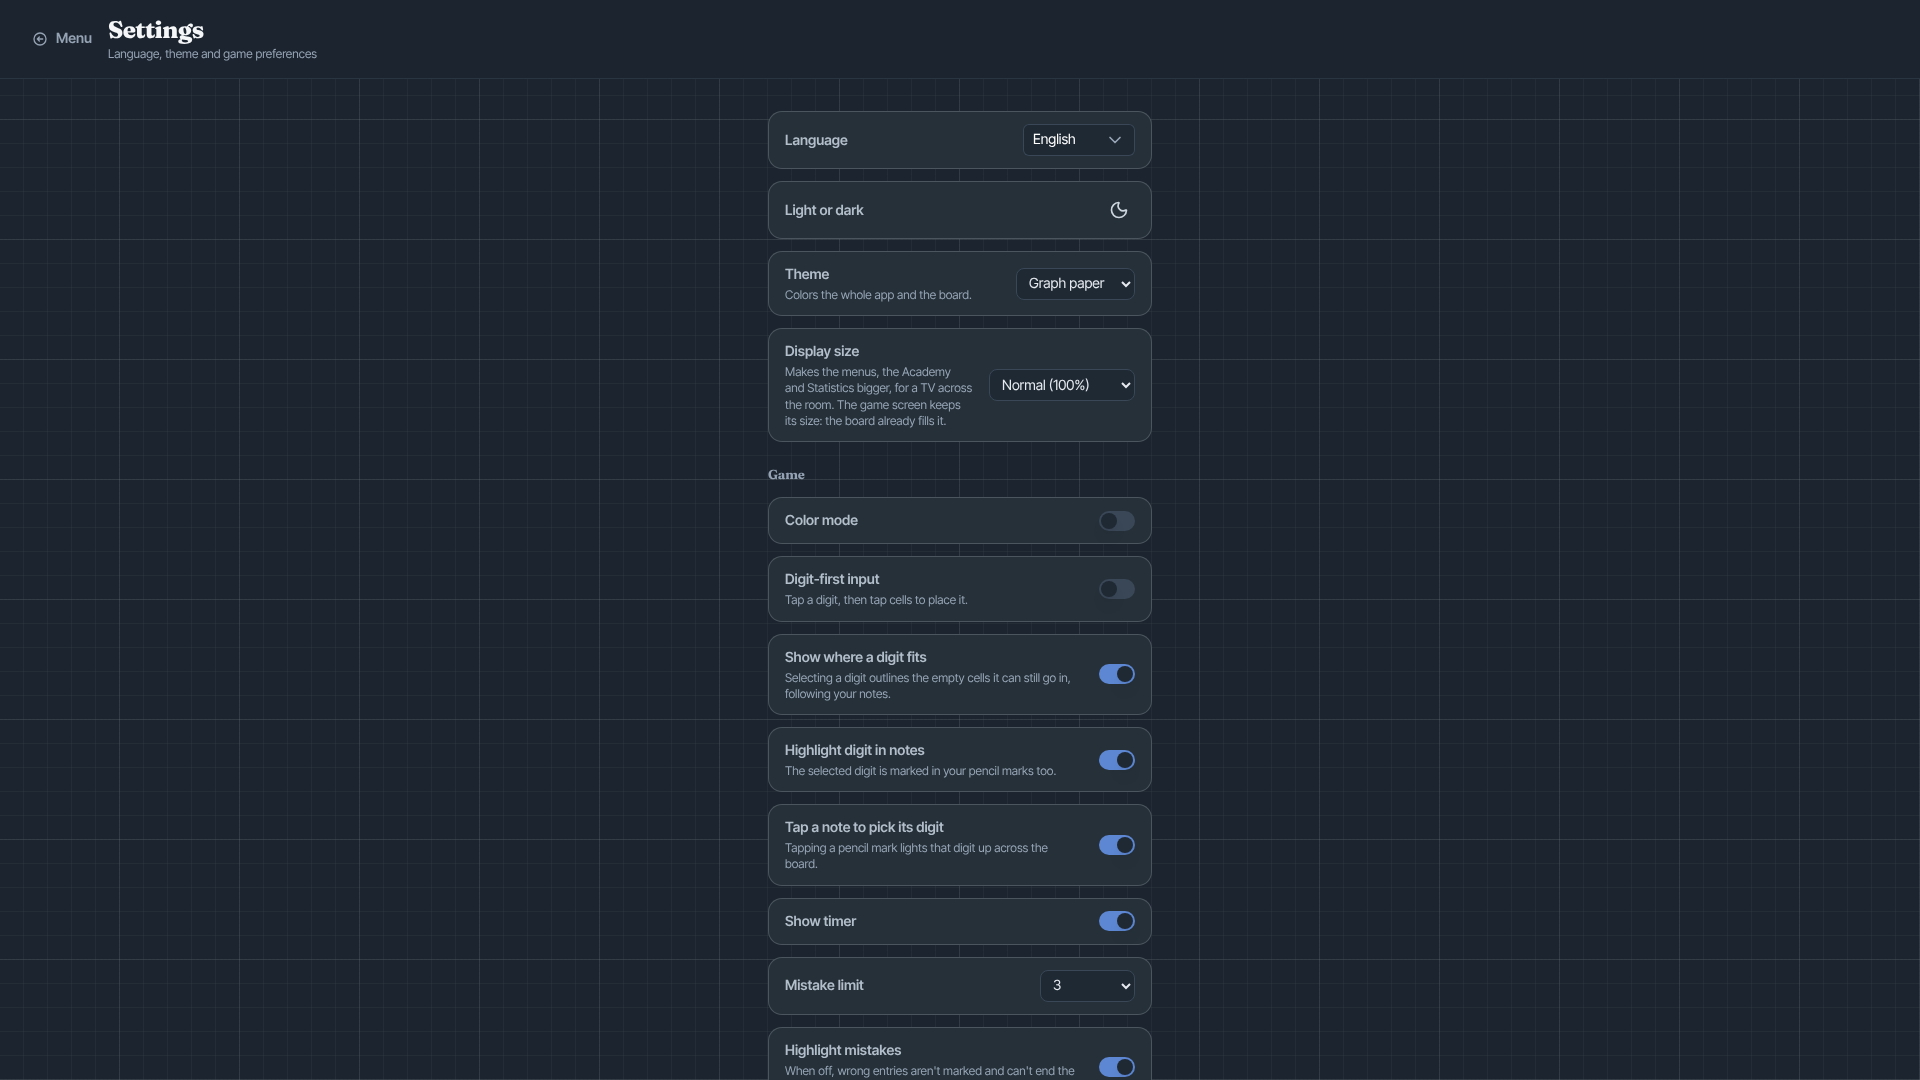 Menu
Settings
Language, theme and game preferences
Language
English
Light or dark
Theme
Colors the whole app and the board.
Graph paper
Display size
Makes the menus, the Academy
and Statistics bigger, for a TV across
the room. The game screen keeps
its size: the board already fills it.
Normal (100%)
Game
Color mode
Digit-first input
Tap a digit, then tap cells to place it.
Show where a digit fits
Selecting a digit outlines the empty cells it can still go in,
following your notes.
Highlight digit in notes
The selected digit is marked in your pencil marks too.
Tap a note to pick its digit
Tapping a pencil mark lights that digit up across the
board.
Show timer
Mistake limit
3
Highlight mistakes
When off, wrong entries aren't marked and can't end the